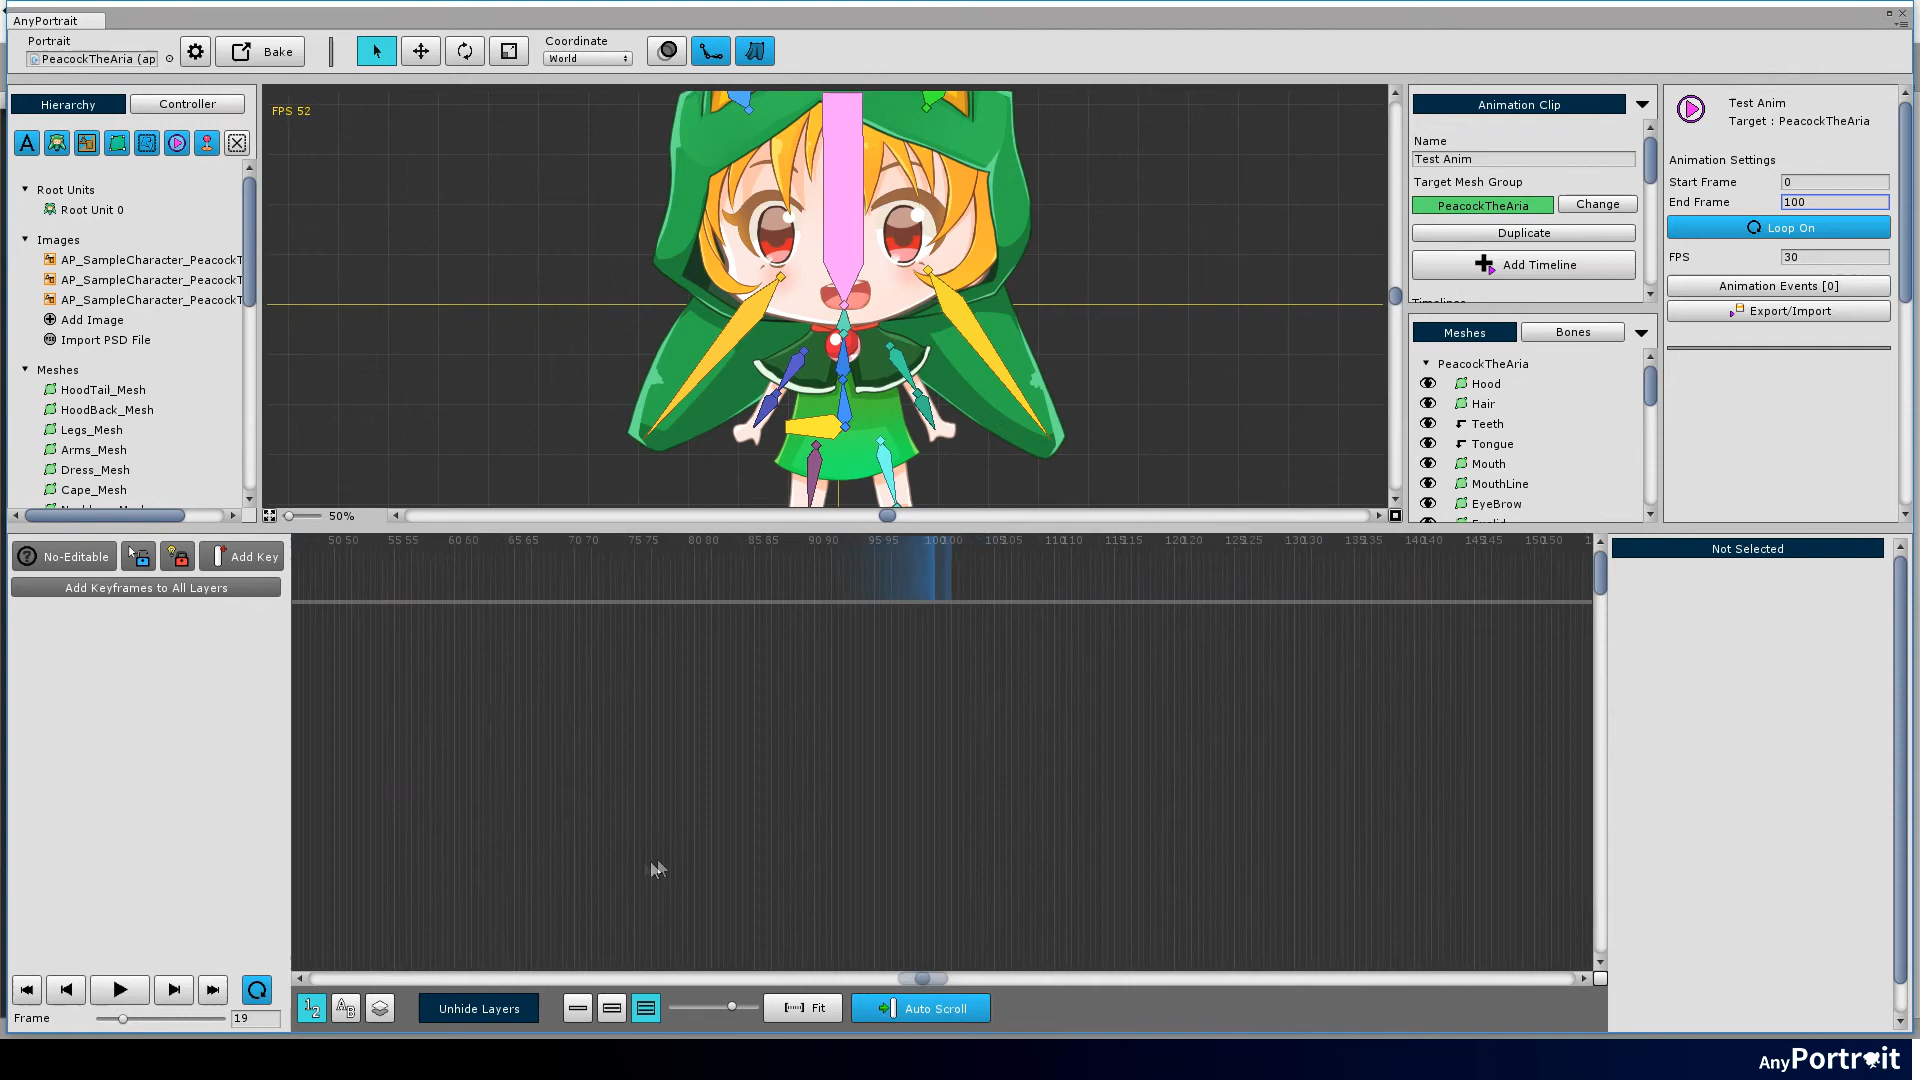 AnyPortrait
Portrait
PeacockTheAria (ap
Bake
Coordinate
World
Hierarchy
Controller
Root Units
Root Unit 0
Images
AP_SampleCharacter_PeacockT
AP_SampleCharacter_PeacockT
AP_SampleCharacter_PeacockT
Add Image
Import PSD File
Meshes
HoodTail_Mesh
HoodBack_Mesh
Legs_Mesh
Arms_Mesh
Dress_Mesh
Cape_Mesh
FPS 52
50%
Animation Clip
Name
Test Anim
Target Mesh Group
PeacockTheAria
Change
Duplicate
Add Timeline
Timelines
Meshes
Bones
PeacockTheAria
Hood
Hair
Teeth
Tongue
Mouth
MouthLine
EyeBrow
Test Anim
Target : PeacockTheAria
Animation Settings
Start Frame
0
End Frame
100
Loop On
FPS
30
Animation Events [0]
Export/Import
No-Editable
Add Key
Add Keyframes to All Layers
Frame
19
Unhide Layers
Fit
Auto Scroll
Not Selected
AnyPortrait